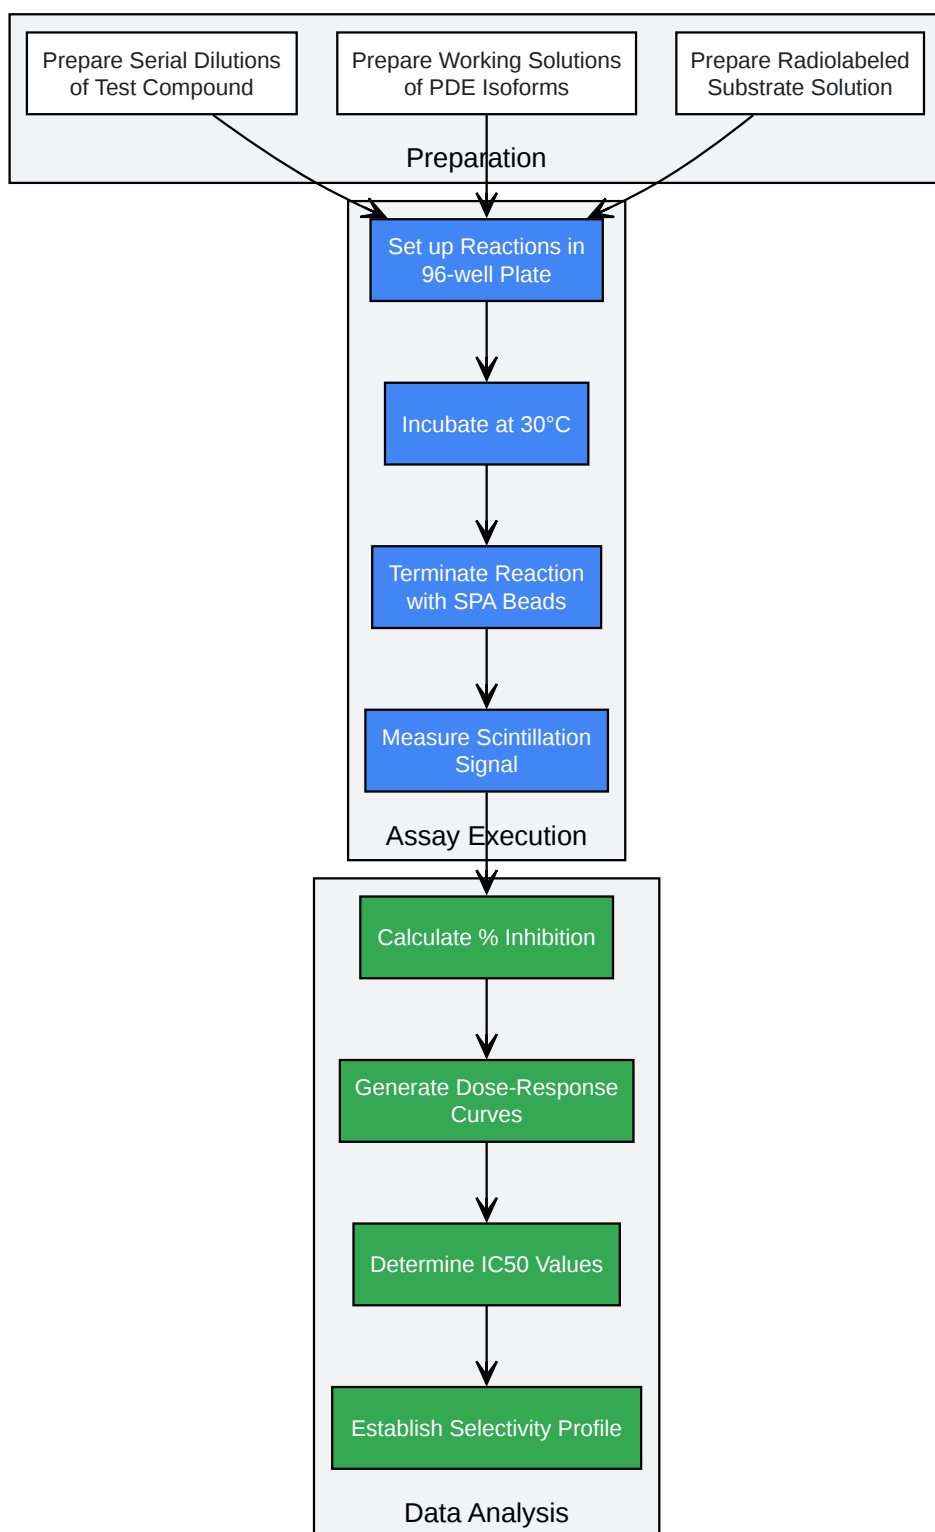 Prepare Serial Dilutions
of Test Compound
Prepare Working Solutions
of PDE Isoforms
Prepare Radiolabeled
Substrate Solution
Preparation
Set up Reactions in
96-well Plate
Incubate at 30°C
Terminate Reaction
with SPA Beads
Measure Scintillation
Signal
Assay Execution
Calculate % Inhibition
Generate Dose-Response
Curves
Determine IC50 Values
Establish Selectivity Profile
Data Analysis